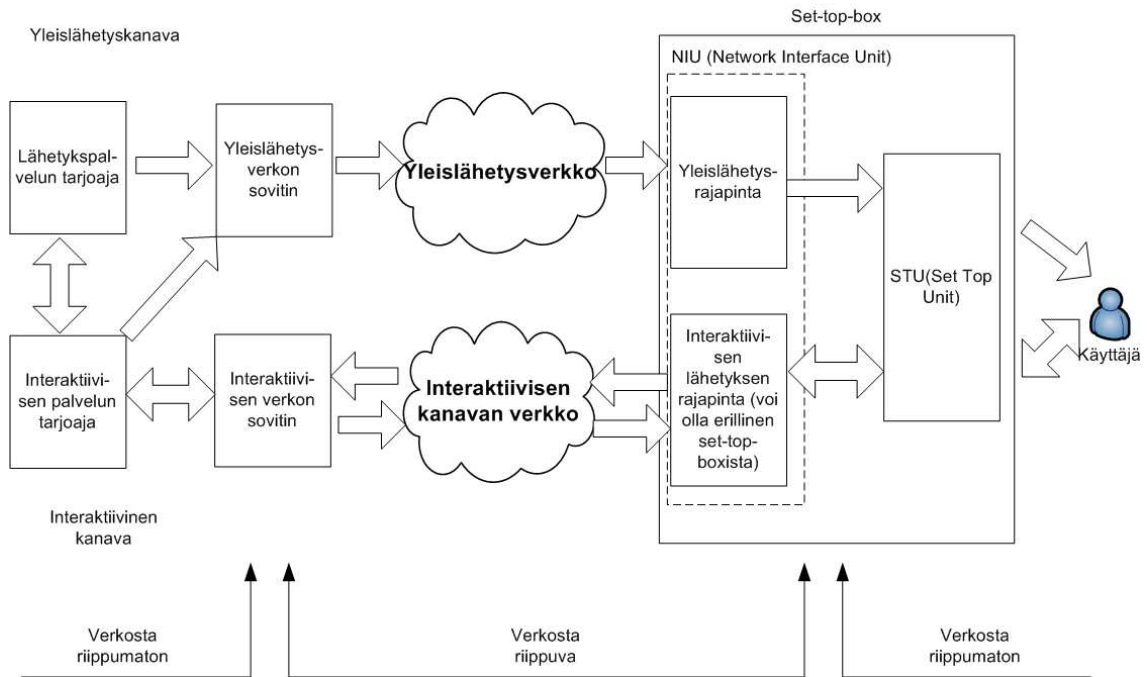 Set-top-box
Yleislähetyskanava
NIU (Network Interface Unit)
Lähetykspal-
velun tarjoaja
Yleislähetys-
verkon
sovitin
Yleislähetysverkko
Yleislähetys-
rajapinta
STU(Set Top
Unit)
Käyttäjä
Interaktiivi-
sen palvelun
tarjoaja
Interaktiivi-
sen verkon
sovitin
Interaktiivisen
kanavan verkko
Interaktiivi-
sen
lähetyksen
rajapinta (voi
olla erillinen
set-top-
boxista)
Interaktiivinen
kanava
Verkosta
riippumaton
Verkosta
riippuva
Verkosta
riippumaton